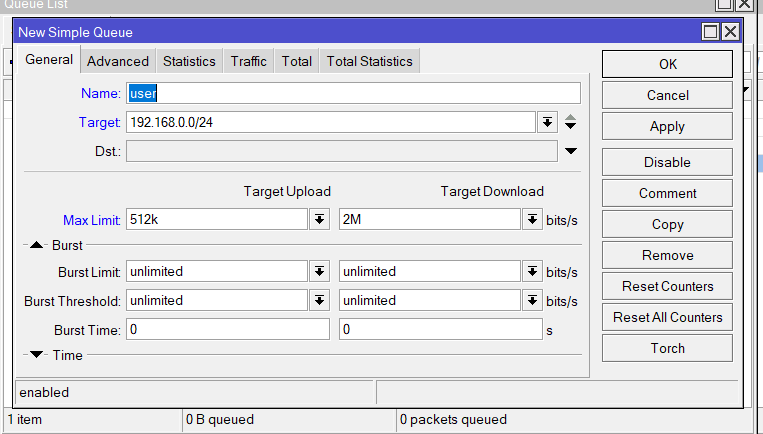 Queue List
New Simple Queue
General Advanced Statistics Traffic Total Total Statistics
Name: user
Target: 192.168.0.0/24
Dst.:
Target Upload Target Download
Max Limit: 512k 2M bits/s
Burst
Burst Limit: unlimited unlimited bits/s
Burst Threshold: unlimited unlimited bits/s
Burst Time: 0 0 s
Time
OK
Cancel
Apply
Disable
Comment
Copy
Remove
Reset Counters
Reset All Counters
Torch
enabled
1 item 0 B queued 0 packets queued